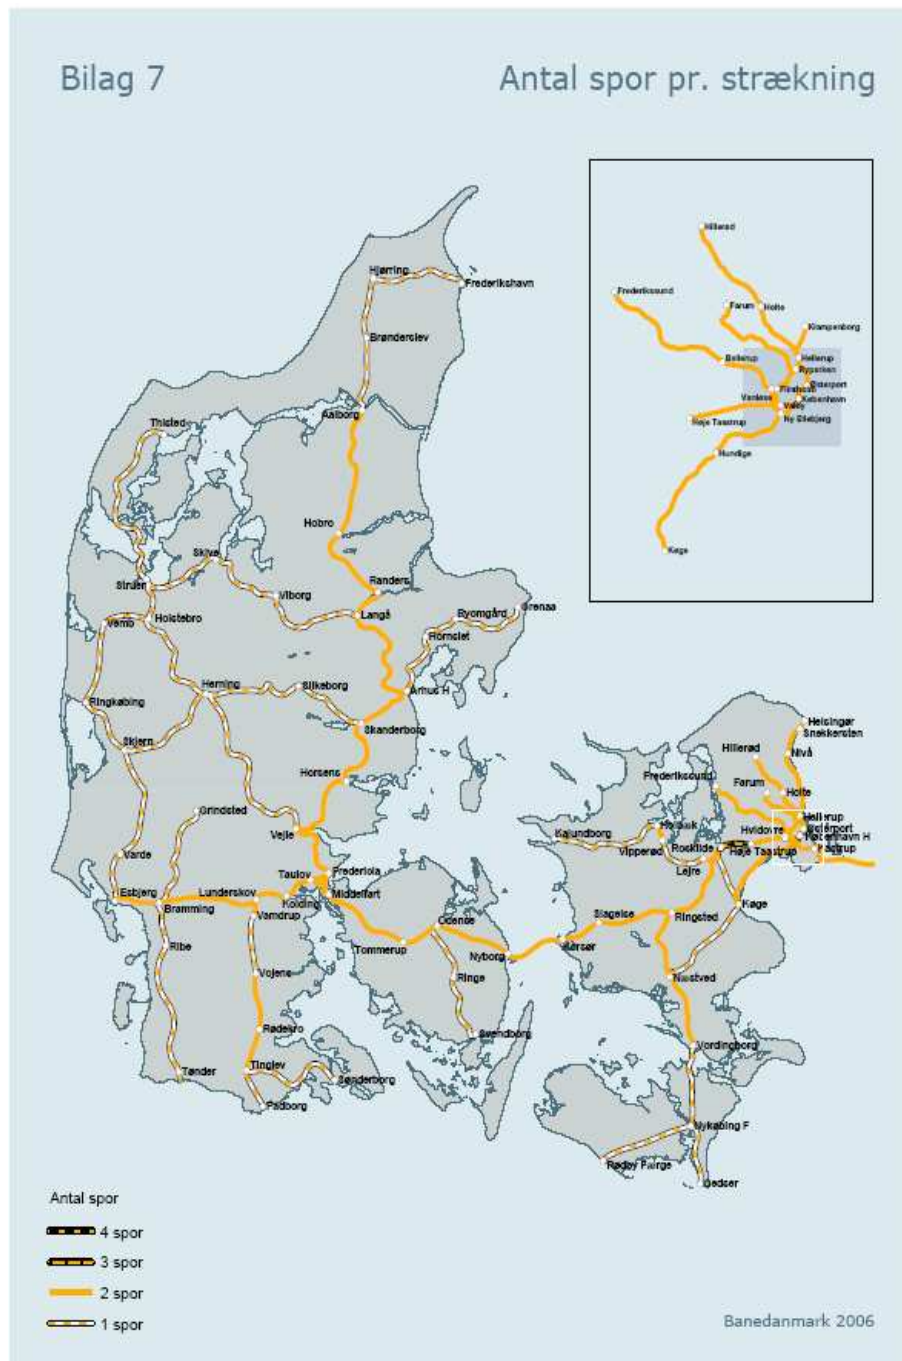 Bilag 7
Antal spor pr. strækning
Hillerød
Frederikssund
Farum
Holte
Klampenborg
Ballerup
Hellerup
Ryparken
Østerport
Vanløse
København
Valby
Høje Taastrup
Ny Ellebjerg
Hundige
Køge
Hjørring
Frederikshavn
Brønderslev
Aalborg
Thisted
Hobro
Skive
Randers
Struer
Viborg
Langå
Ryomgård
Grenaa
Vemb
Holstebro
Hornslet
Herning
Silkeborg
Århus H
Ringkøbing
Skanderborg
Skjern
Horsens
Grindsted
Vejle
Varde
Taulov
Fredericia
Esbjerg
Lunderskov
Middelfart
Bramming
Kolding
Vamdrup
Odense
Ribe
Tommerup
Nyborg
Vojens
Ringe
Rødekro
Svendborg
Tinglev
Tønder
Sønderborg
Padborg
Helsingør
Snekkersten
Hillerød
Nivå
Frederikssund
Farum
Holte
Hellerup
Østerport
Kalundborg
Holbæk
Hvidovre
København H
Vipperød
Roskilde
Høje Taastrup
Kastrup
Lejre
Køge
Slagelse
Ringsted
Korsør
Næstved
Vordingborg
Nykøbing F
Rødby Færge
Gedser
Antal spor
4 spor
3 spor
2 spor
1 spor
Banedanmark 2006